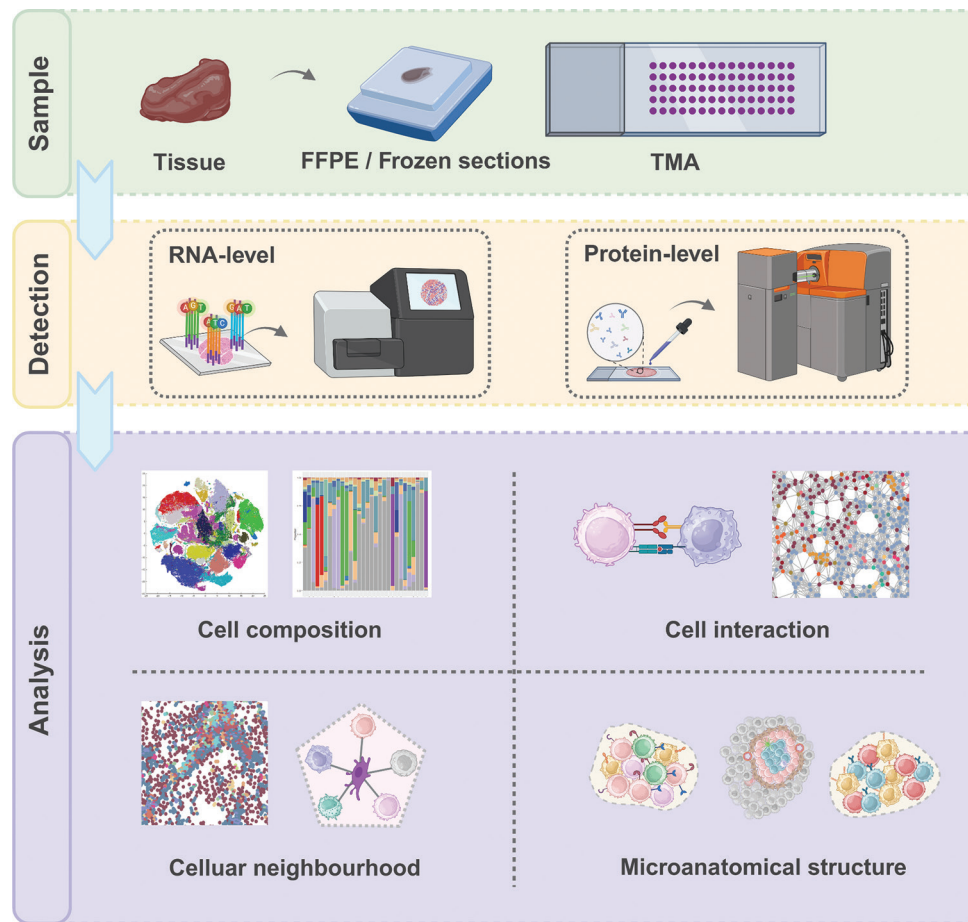 Sample
Tissue
FFPE / Frozen sections
TMA
Detection
RNA-level
A G T
A T C
G A T
Protein-level
Analysis
Cell composition
Cell interaction
Celluar neighbourhood
Microanatomical structure